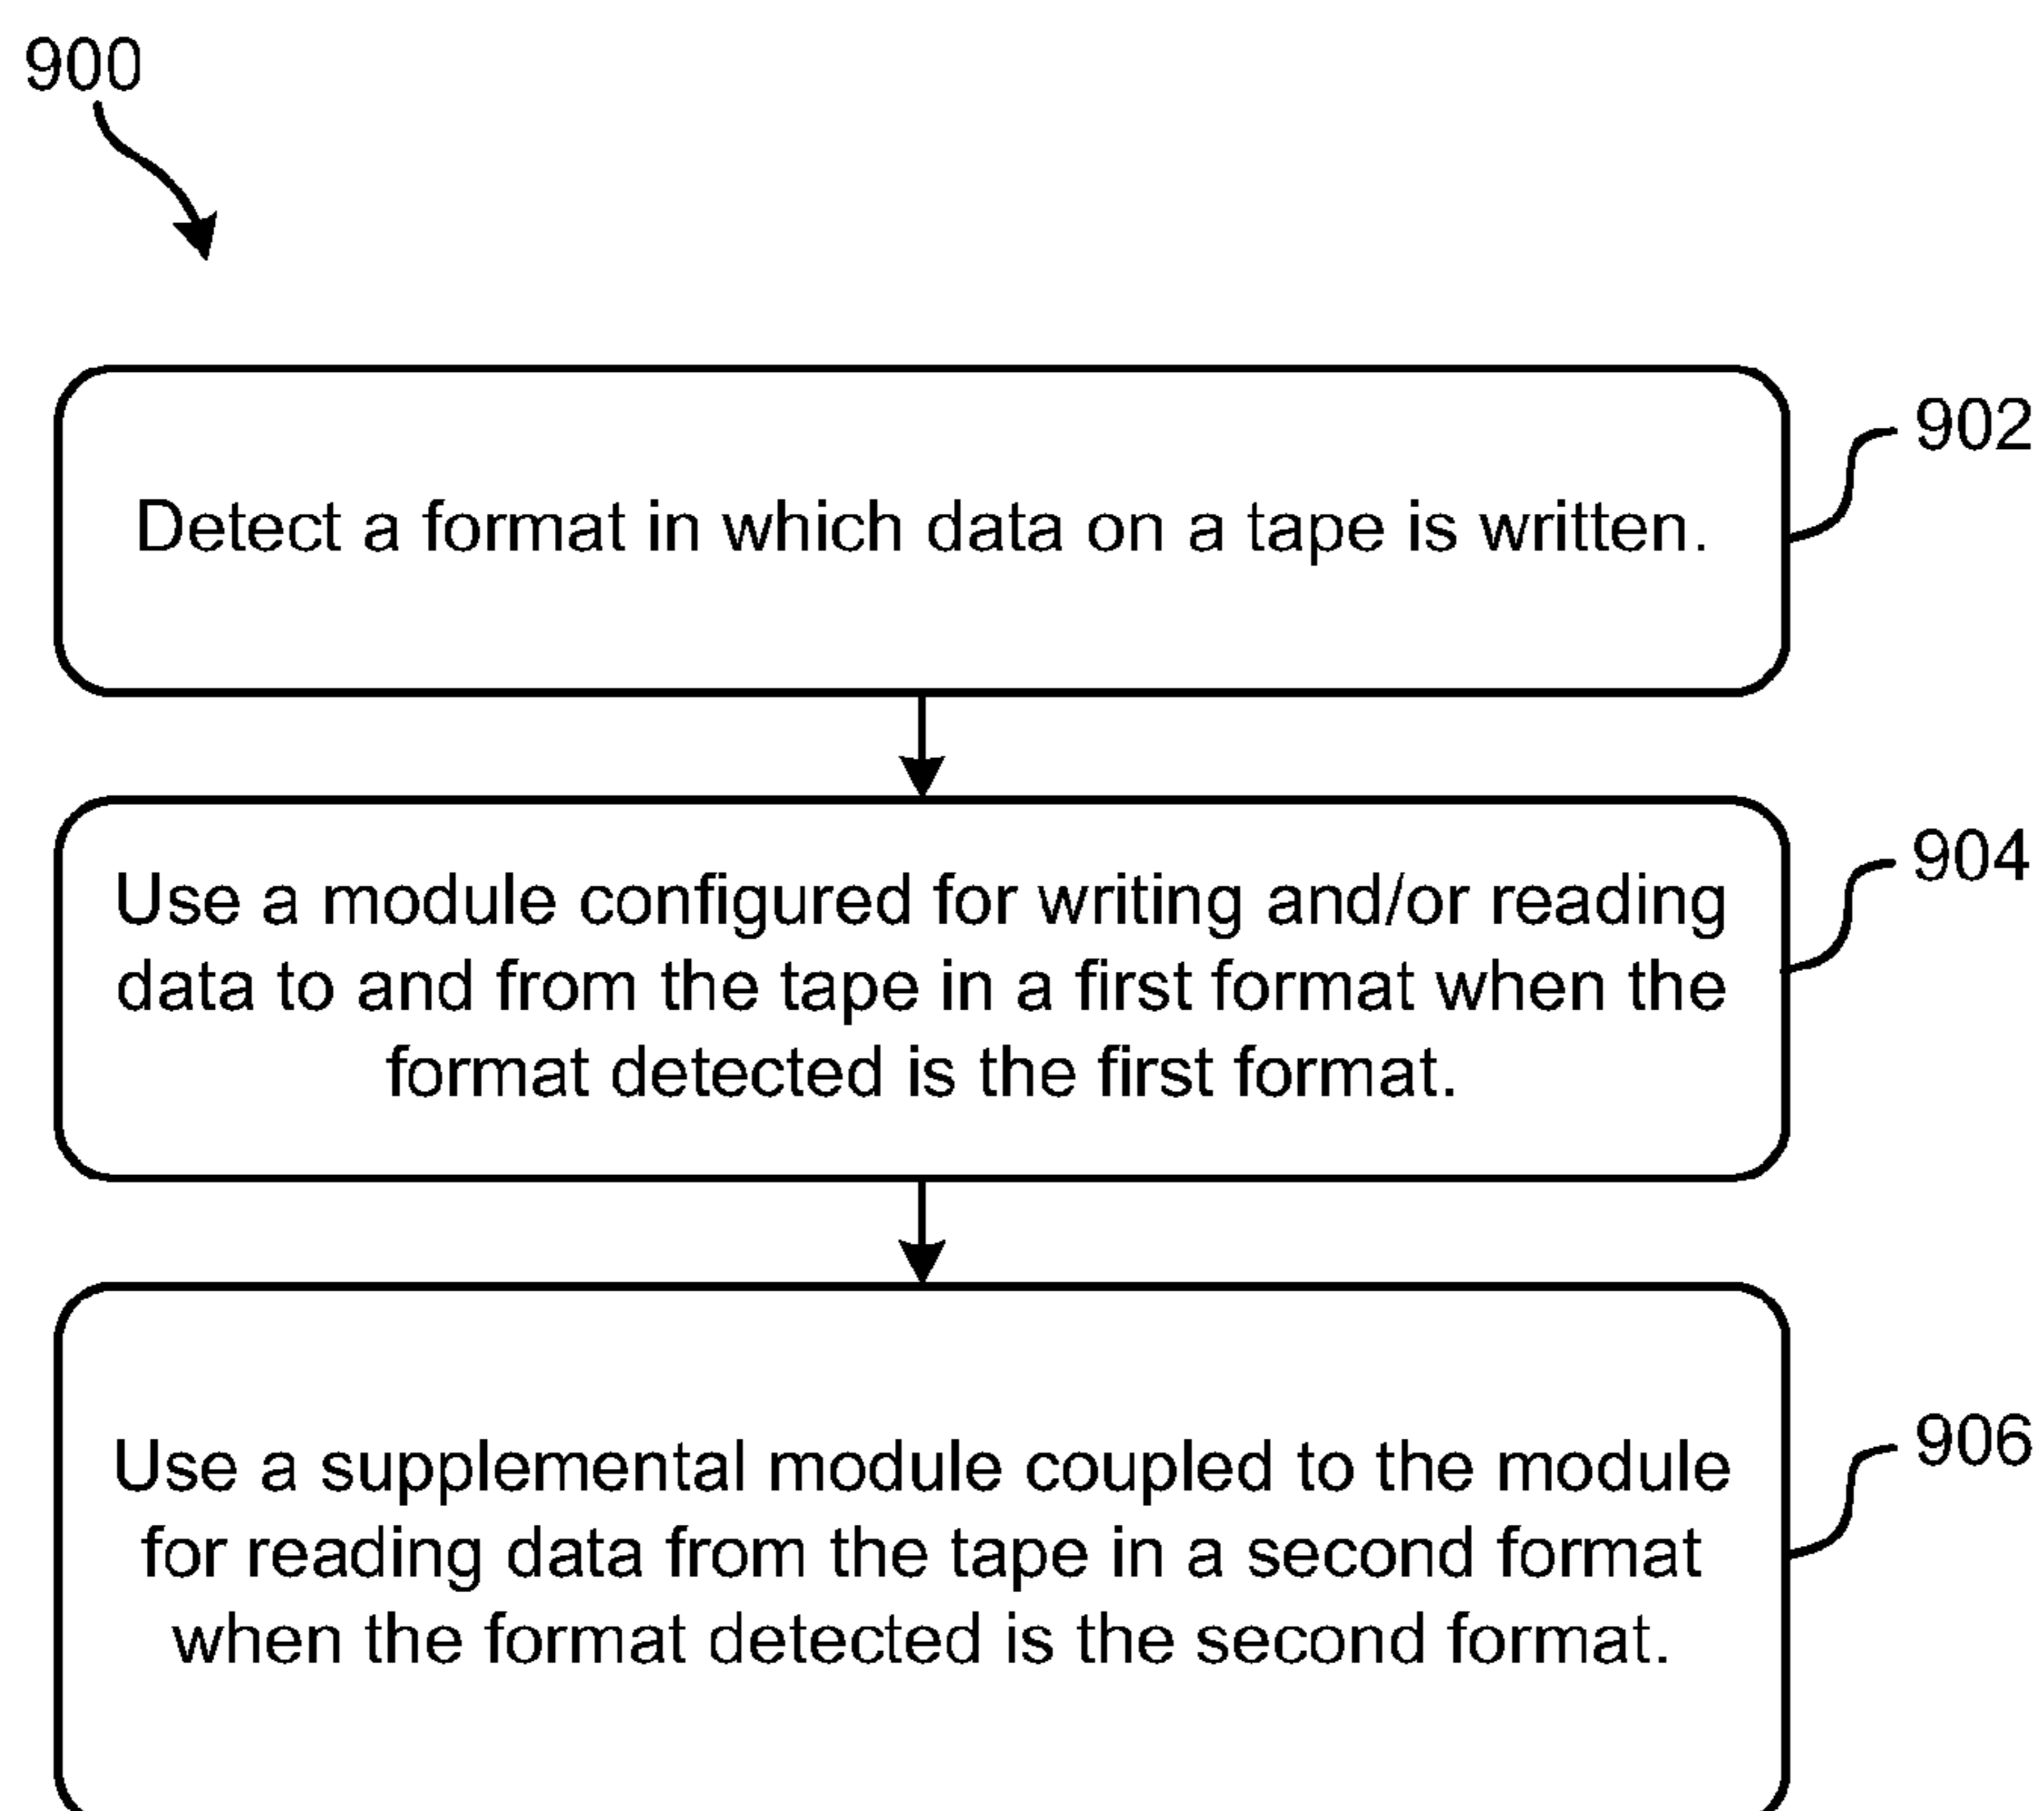 900
902
Detect a format in which data on a tape is written.
904
Use a module configured for writing and/or reading
data to and from the tape in a first format when the
format detected is the first format.
906
Use a supplemental module coupled to the module
for reading data from the tape in a second format
when the format detected is the second format.